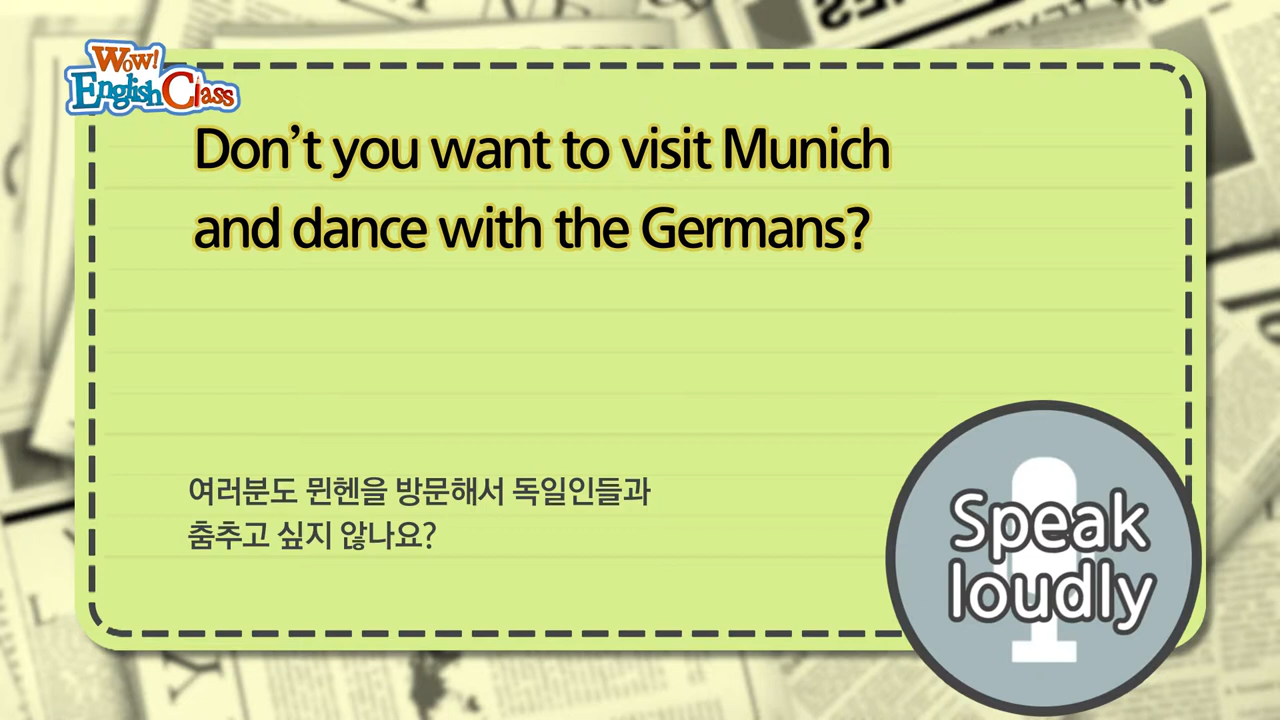 Wow!
English Class
Don't you want to visit Munich
and dance with the Germans?
여러분도 뮌헨을 방문해서 독일인들과
춤추고 싶지 않나요?
Speak
loudly